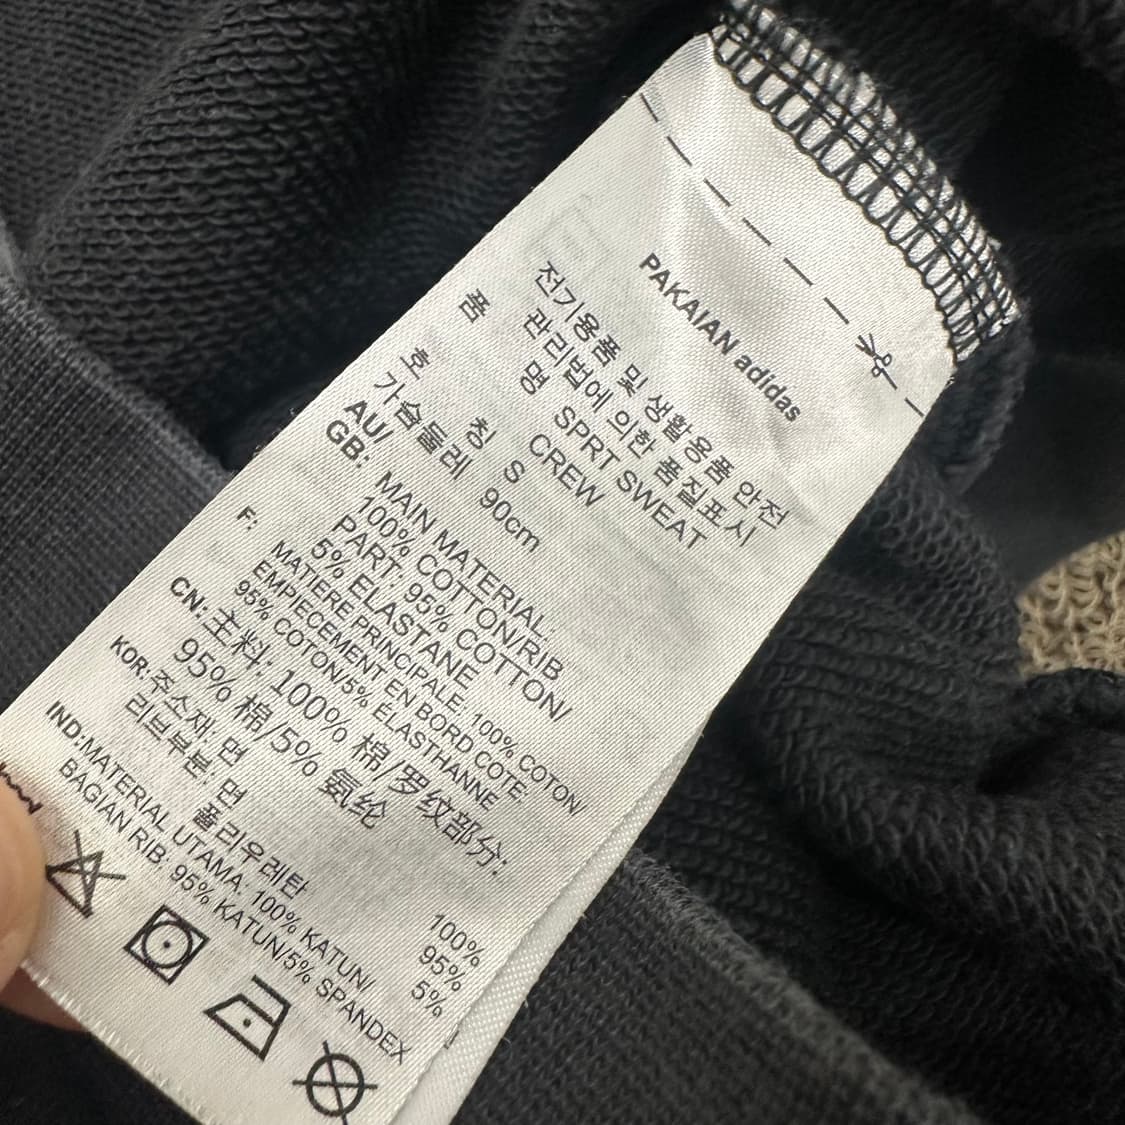 PAKAIAN adidas
전기용품 및 생활용품 안전
관리법에 의한 품질표시
품 명 SPRT SWEAT
CREW
호 칭 S
가슴둘레 90cm
AU/
GB: MAIN MATERIAL:
100% COTTON/RIB
PART: 95% COTTON/
5% ELASTANE
F: MATIERE PRINCIPALE: 100% COTON/
EMPIECEMENT EN BORD COTE:
95% COTON/5% ÉLASTHANNE
CN: 主料: 100% 棉/罗纹部分:
95% 棉/5% 氨纶
KOR: 주소재: 면 100%
리브부분: 면 95%
폴리우레탄 5%
IND: MATERIAL UTAMA: 100% KATUN/
BAGIAN RIB: 95% KATUN/5% SPANDEX